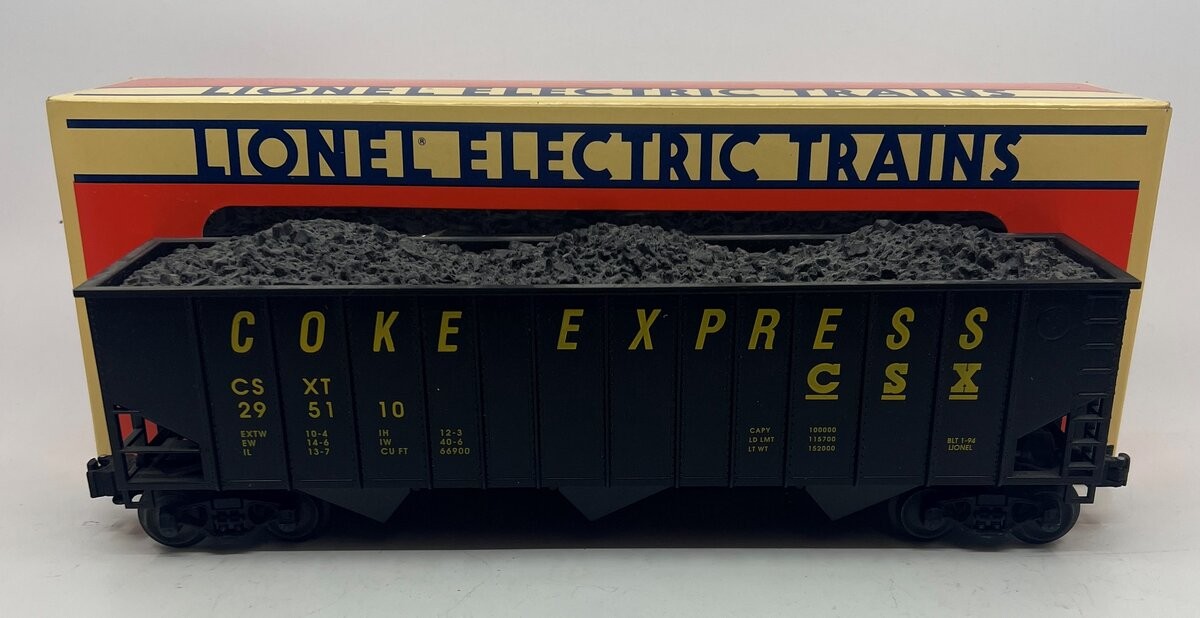 LIONEL ELECTRIC TRAINS
LIONEL® ELECTRIC TRAINS
COKE EXPRESS
CSX
CS XT
29 51 10
EXTW 10-4 IH 12-3
EW 14-6 IW 40-6
IL 13-7 CU FT 66900
CAPY 100000
LD LMT 115700
LT WT 152000
BLT 1-94
LIONEL